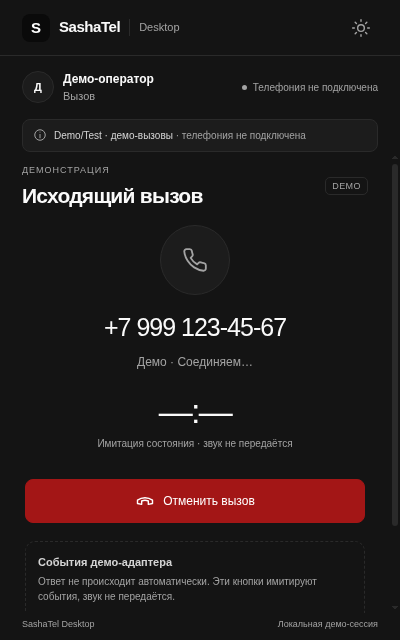 S SashaTel Desktop
Д Демо-оператор
Вызов
Телефония не подключена
Demo/Test · демо-вызовы · телефония не подключена
ДЕМОНСТРАЦИЯ
Исходящий вызов
DEMO
+7 999 123-45-67
Демо · Соединяем…
—:—
Имитация состояния · звук не передаётся
Отменить вызов
События демо-адаптера
Ответ не происходит автоматически. Эти кнопки имитируют
события, звук не передаётся.
SashaTel Desktop
Локальная демо-сессия